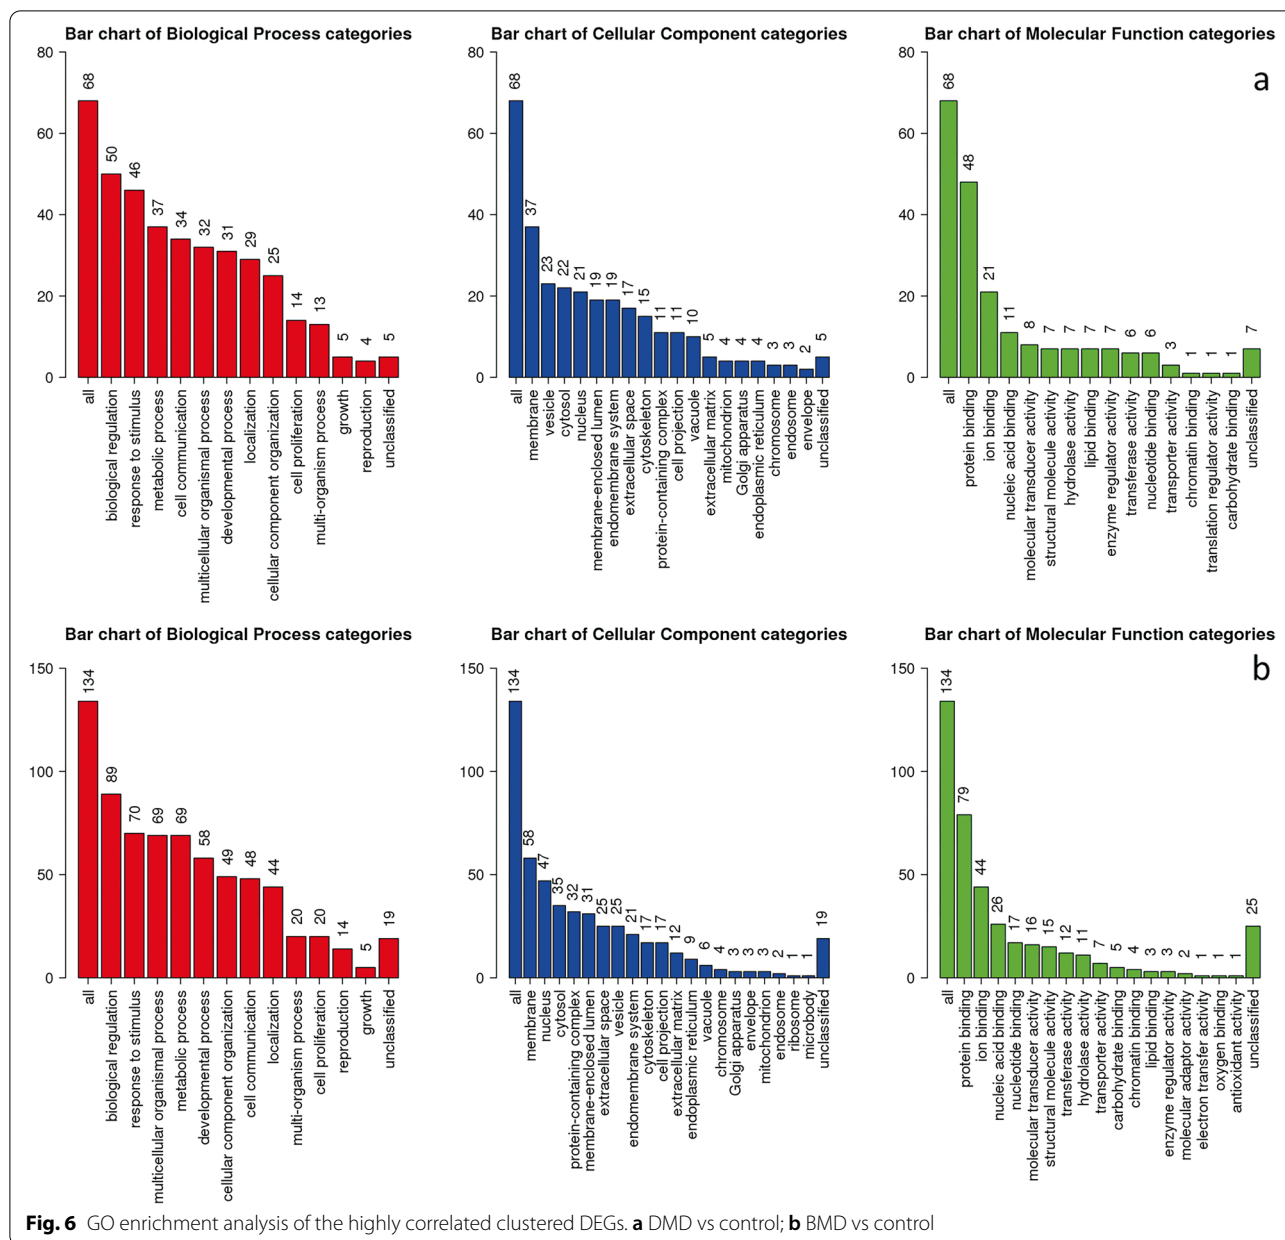 Bar chart of Biological Process categories
80
60
40
20
0
68
50
46
37
34
32
31
29
25
14
13
5
4
5
all
biological regulation
response to stimulus
metabolic process
cell communication
multicellular organismal process
developmental process
localization
cellular component organization
cell proliferation
multi-organism process
growth
reproduction
unclassified
Bar chart of Cellular Component categories
80
60
40
20
0
68
37
23
22
21
19
19
17
15
11
11
10
5
4
4
4
3
3
2
5
all
membrane
vesicle
cytosol
nucleus
membrane-enclosed lumen
endomembrane system
extracellular space
cytoskeleton
protein-containing complex
cell projection
vacuole
extracellular matrix
mitochondrion
Golgi apparatus
endoplasmic reticulum
chromosome
endosome
envelope
unclassified
Bar chart of Molecular Function categories
a
80
60
40
20
0
68
48
21
11
8
7
7
7
7
6
6
3
1
1
1
7
all
protein binding
ion binding
nucleic acid binding
molecular transducer activity
structural molecule activity
hydrolase activity
lipid binding
enzyme regulator activity
transferase activity
nucleotide binding
transporter activity
chromatin binding
translation regulator activity
carbohydrate binding
unclassified
Bar chart of Biological Process categories
150
100
50
0
134
89
70
69
69
58
49
48
44
20
20
14
5
19
all
biological regulation
response to stimulus
multicellular organismal process
metabolic process
developmental process
cellular component organization
cell communication
localization
multi-organism process
cell proliferation
reproduction
growth
unclassified
Bar chart of Cellular Component categories
150
100
50
0
134
58
47
35
32
31
25
25
21
17
17
12
9
6
4
3
3
3
2
1
1
19
all
membrane
nucleus
cytosol
protein-containing complex
membrane-enclosed lumen
extracellular space
vesicle
endomembrane system
cytoskeleton
cell projection
extracellular matrix
endoplasmic reticulum
vacuole
chromosome
Golgi apparatus
envelope
mitochondrion
endosome
ribosome
microbody
unclassified
Bar chart of Molecular Function categories
b
150
100
50
0
134
79
44
26
17
16
15
12
11
7
5
4
3
3
2
1
1
1
25
all
protein binding
ion binding
nucleic acid binding
nucleotide binding
molecular transducer activity
structural molecule activity
transferase activity
hydrolase activity
transporter activity
carbohydrate binding
chromatin binding
lipid binding
enzyme regulator activity
molecular adaptor activity
electron transfer activity
oxygen binding
antioxidant activity
unclassified
Fig. 6 GO enrichment analysis of the highly correlated clustered DEGs. a DMD vs control; b BMD vs control